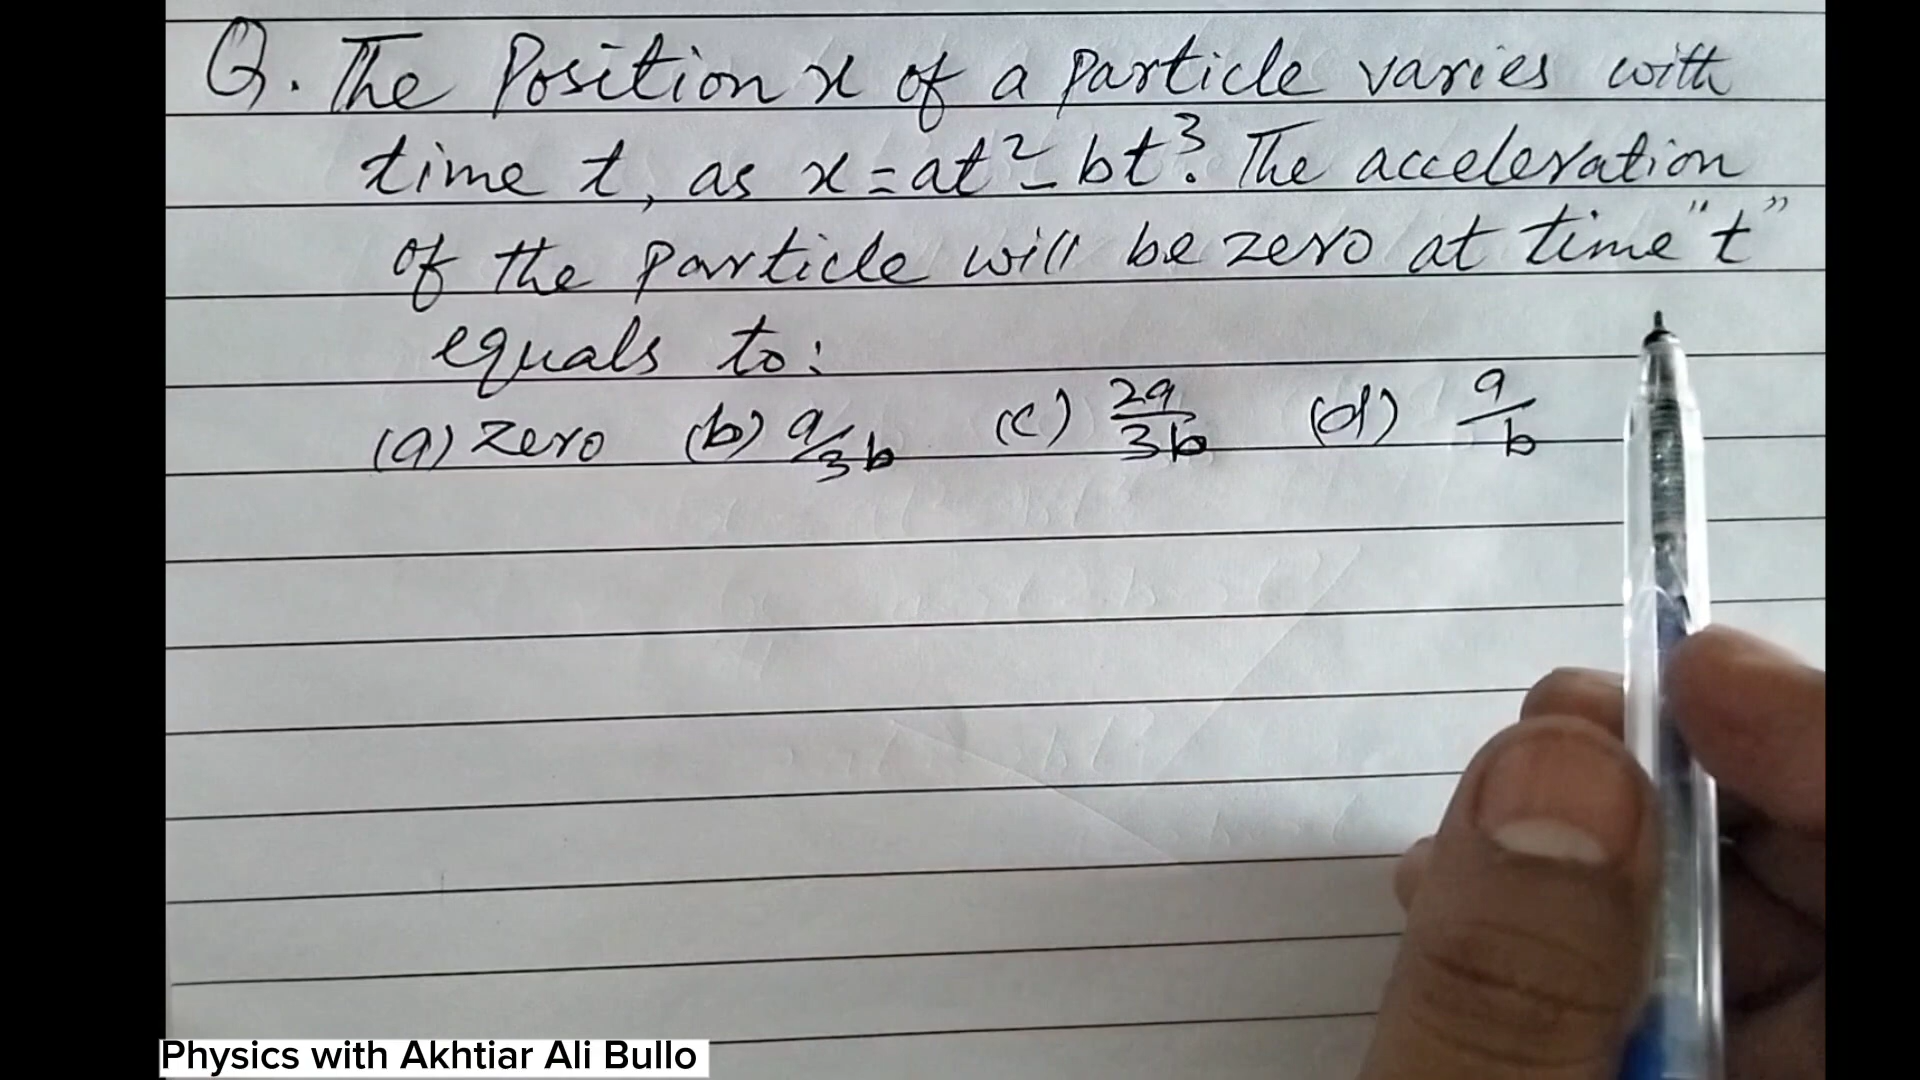 Q. The Position x of a particle varies with
time t, as x = at² - bt³. The acceleration
of the particle will be zero at time "t"
equals to:
(a) zero (b) a/3b (c) 2a/3b (d) a/b
Physics with Akhtiar Ali Bullo